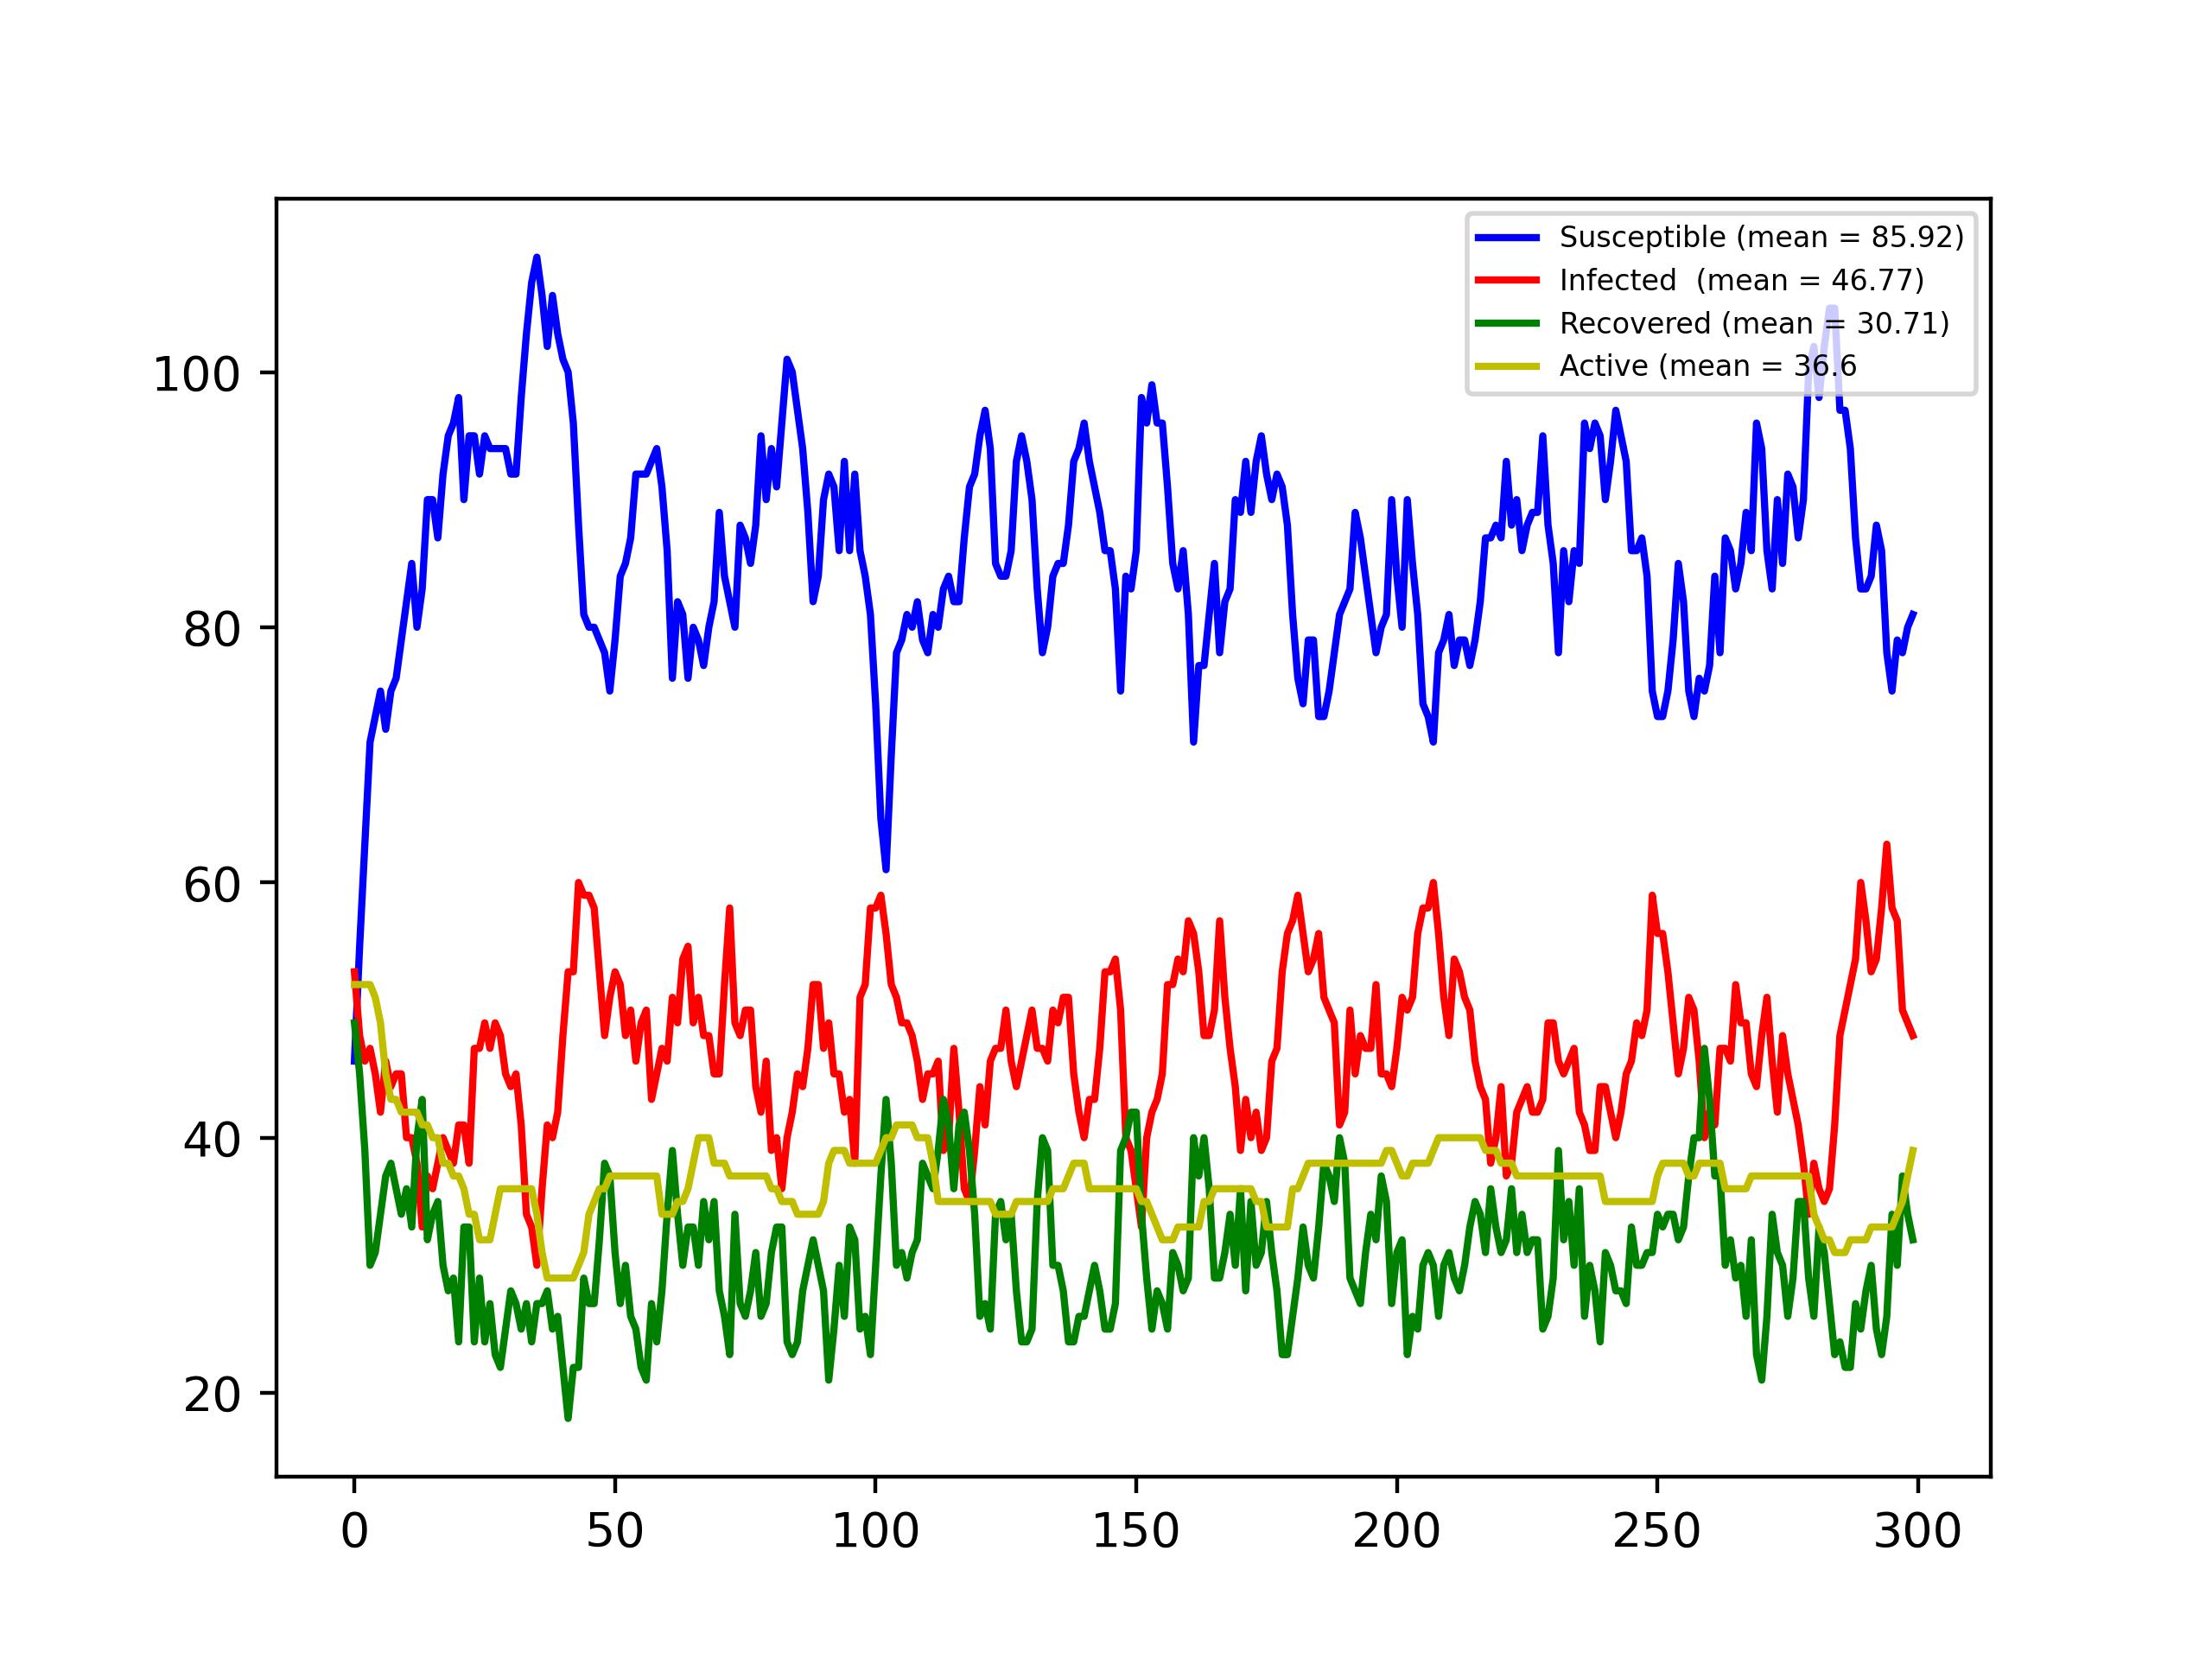 Susceptible (mean = 85.92)
Infected  (mean = 46.77)
Recovered (mean = 30.71)
Active (mean = 36.6
100
80
60
40
20
0 50 100 150 200 250 300